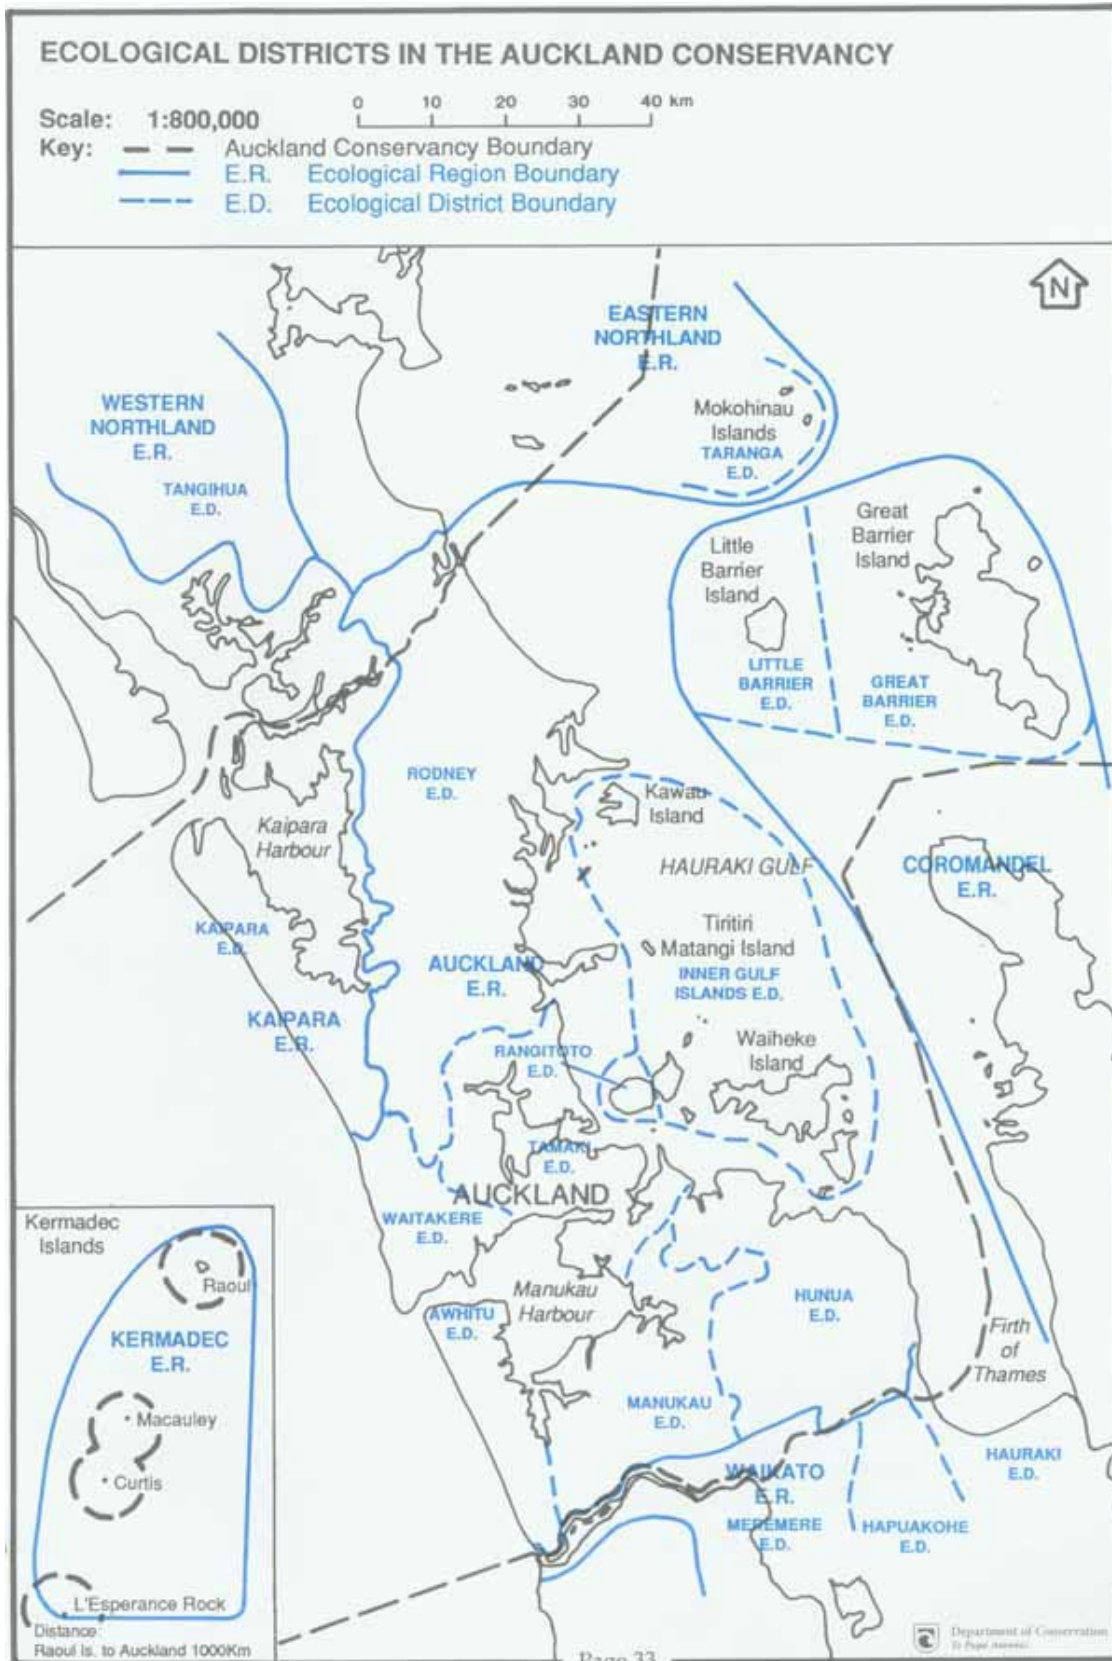 ECOLOGICAL DISTRICTS IN THE AUCKLAND CONSERVANCY
0 10 20 30 40 km
Scale: 1:800,000
Key: Auckland Conservancy Boundary
E.R. Ecological Region Boundary
E.D. Ecological District Boundary
N
EASTERN
NORTHLAND
E.R.
WESTERN
NORTHLAND
E.R.
TANGIHUA
E.D.
Mokohinau
Islands
TARANGA
E.D.
Little
Barrier
Island
LITTLE
BARRIER
E.D.
Great
Barrier
Island
GREAT
BARRIER
E.D.
RODNEY
E.D.
Kaipara
Harbour
Kawau
Island
HAURAKI GULF
COROMANDEL
E.R.
KAIPARA
E.D.
KAIPARA
E.R.
AUCKLAND
E.R.
Tiritiri
Matangi Island
INNER GULF
ISLANDS E.D.
RANGITOTO
E.D.
Waiheke
Island
TAMAKI
E.D.
AUCKLAND
WAITAKERE
E.D.
Manukau
Harbour
AWHITU
E.D.
HUNUA
E.D.
Firth
of
Thames
MANUKAU
E.D.
WAIKATO
E.R.
MEREMERE
E.D.
HAPUAKOHE
E.D.
HAURAKI
E.D.
Kermadec
Islands
Raoul
KERMADEC
E.R.
Macauley
Curtis
L'Esperance Rock
Distance
Raoul Is. to Auckland 1000Km
Department of Conservation
Te Papa Atawhai
Page 33